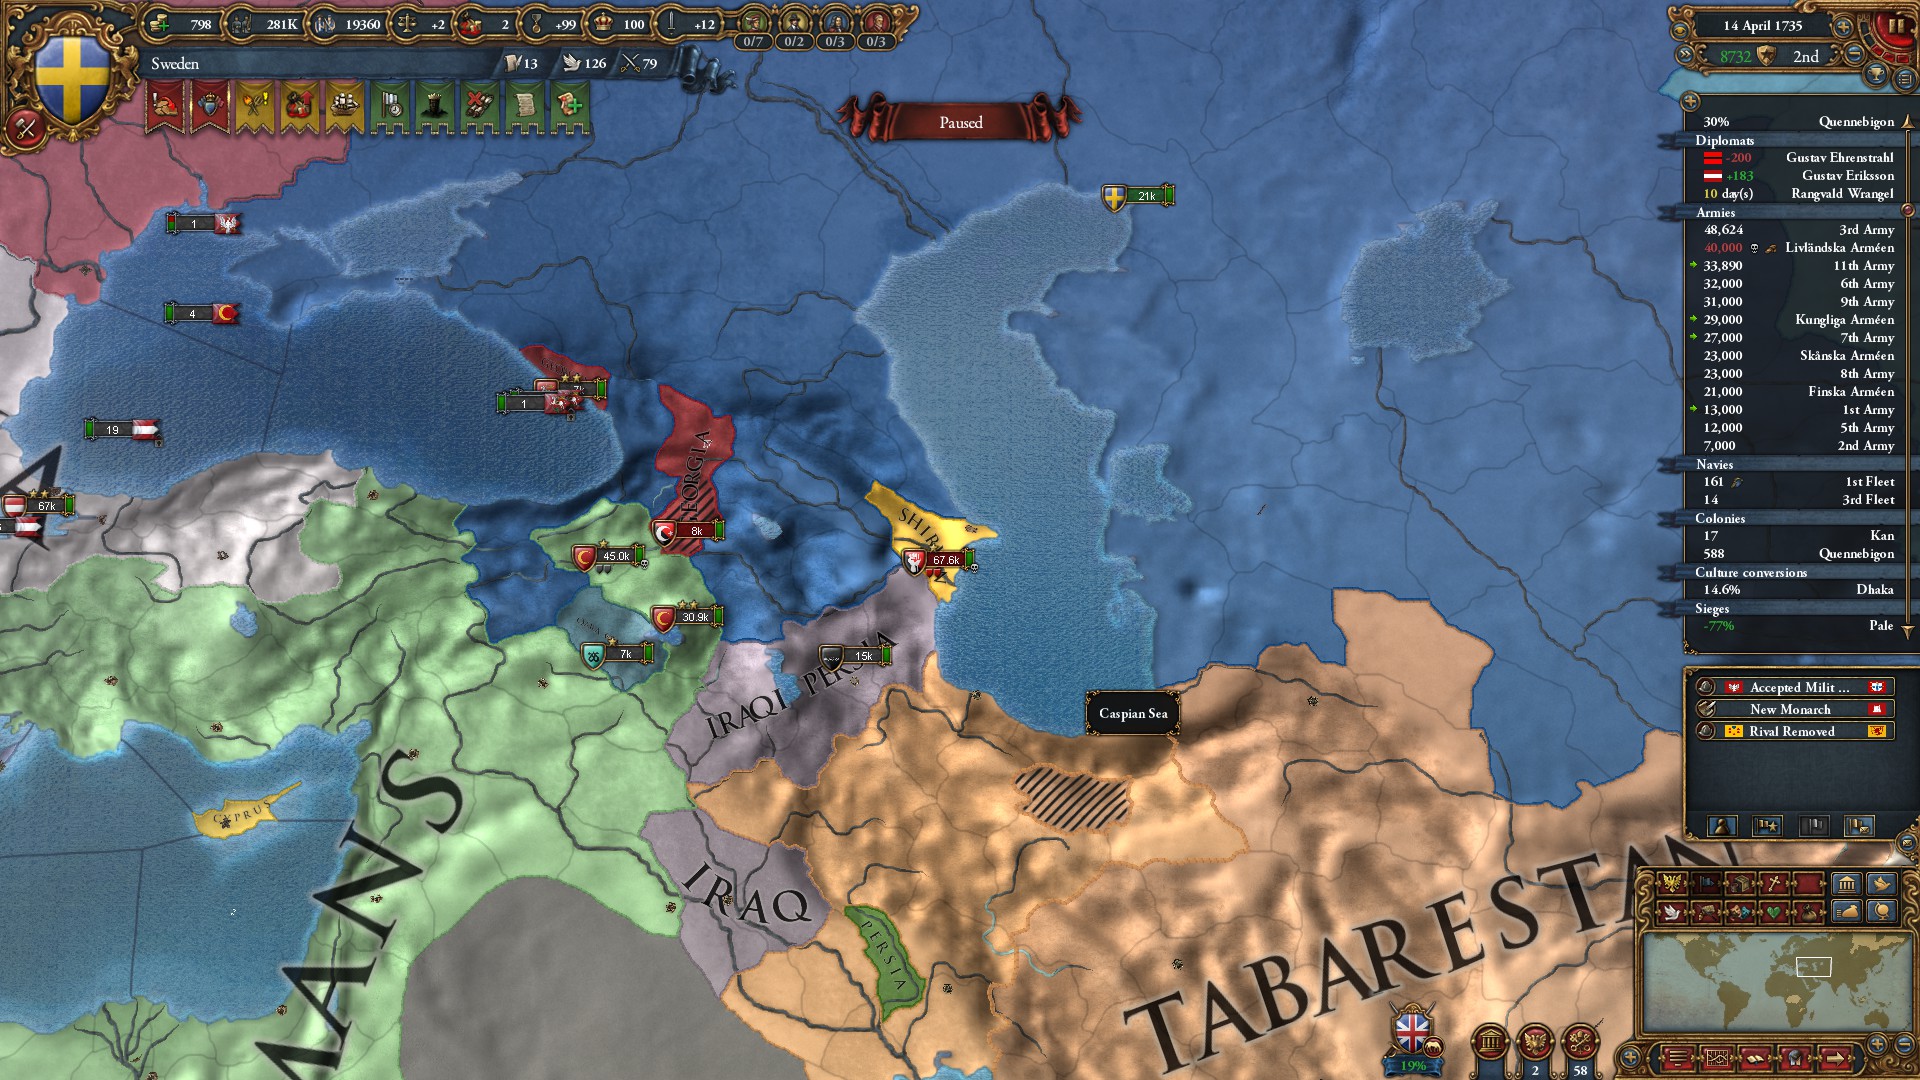 798
281K
19360
+2
2
+99
100
+12
0/7
0/2
0/3
0/3
14 April 1735
8732
2nd
Sweden
13
126
79
Paused
30% Quennebigon
Diplomats
-200 Gustav Ehrenstrahl
+183 Gustav Eriksson
10 day(s) Rangvald Wrangel
Armies
48,624 3rd Army
40,000 Livländska Arméen
33,890 11th Army
32,000 6th Army
31,000 9th Army
29,000 Kungliga Arméen
27,000 7th Army
23,000 Skånska Arméen
23,000 8th Army
21,000 Finska Arméen
13,000 1st Army
12,000 5th Army
7,000 2nd Army
Navies
161 1st Fleet
14 3rd Fleet
Colonies
17 Kan
588 Quennebigon
Culture conversions
14.6% Dhaka
Sieges
-77% Pale
Accepted Milit ...
New Monarch
Rival Removed
21k
1
4
7k
1
19
67k
8k
45.0k
67.6k
30.9k
7k
15k
IRAQI PERSIA
Caspian Sea
CYPRUS
IRAQ
PERSIA
TABARESTAN
19%
2
58